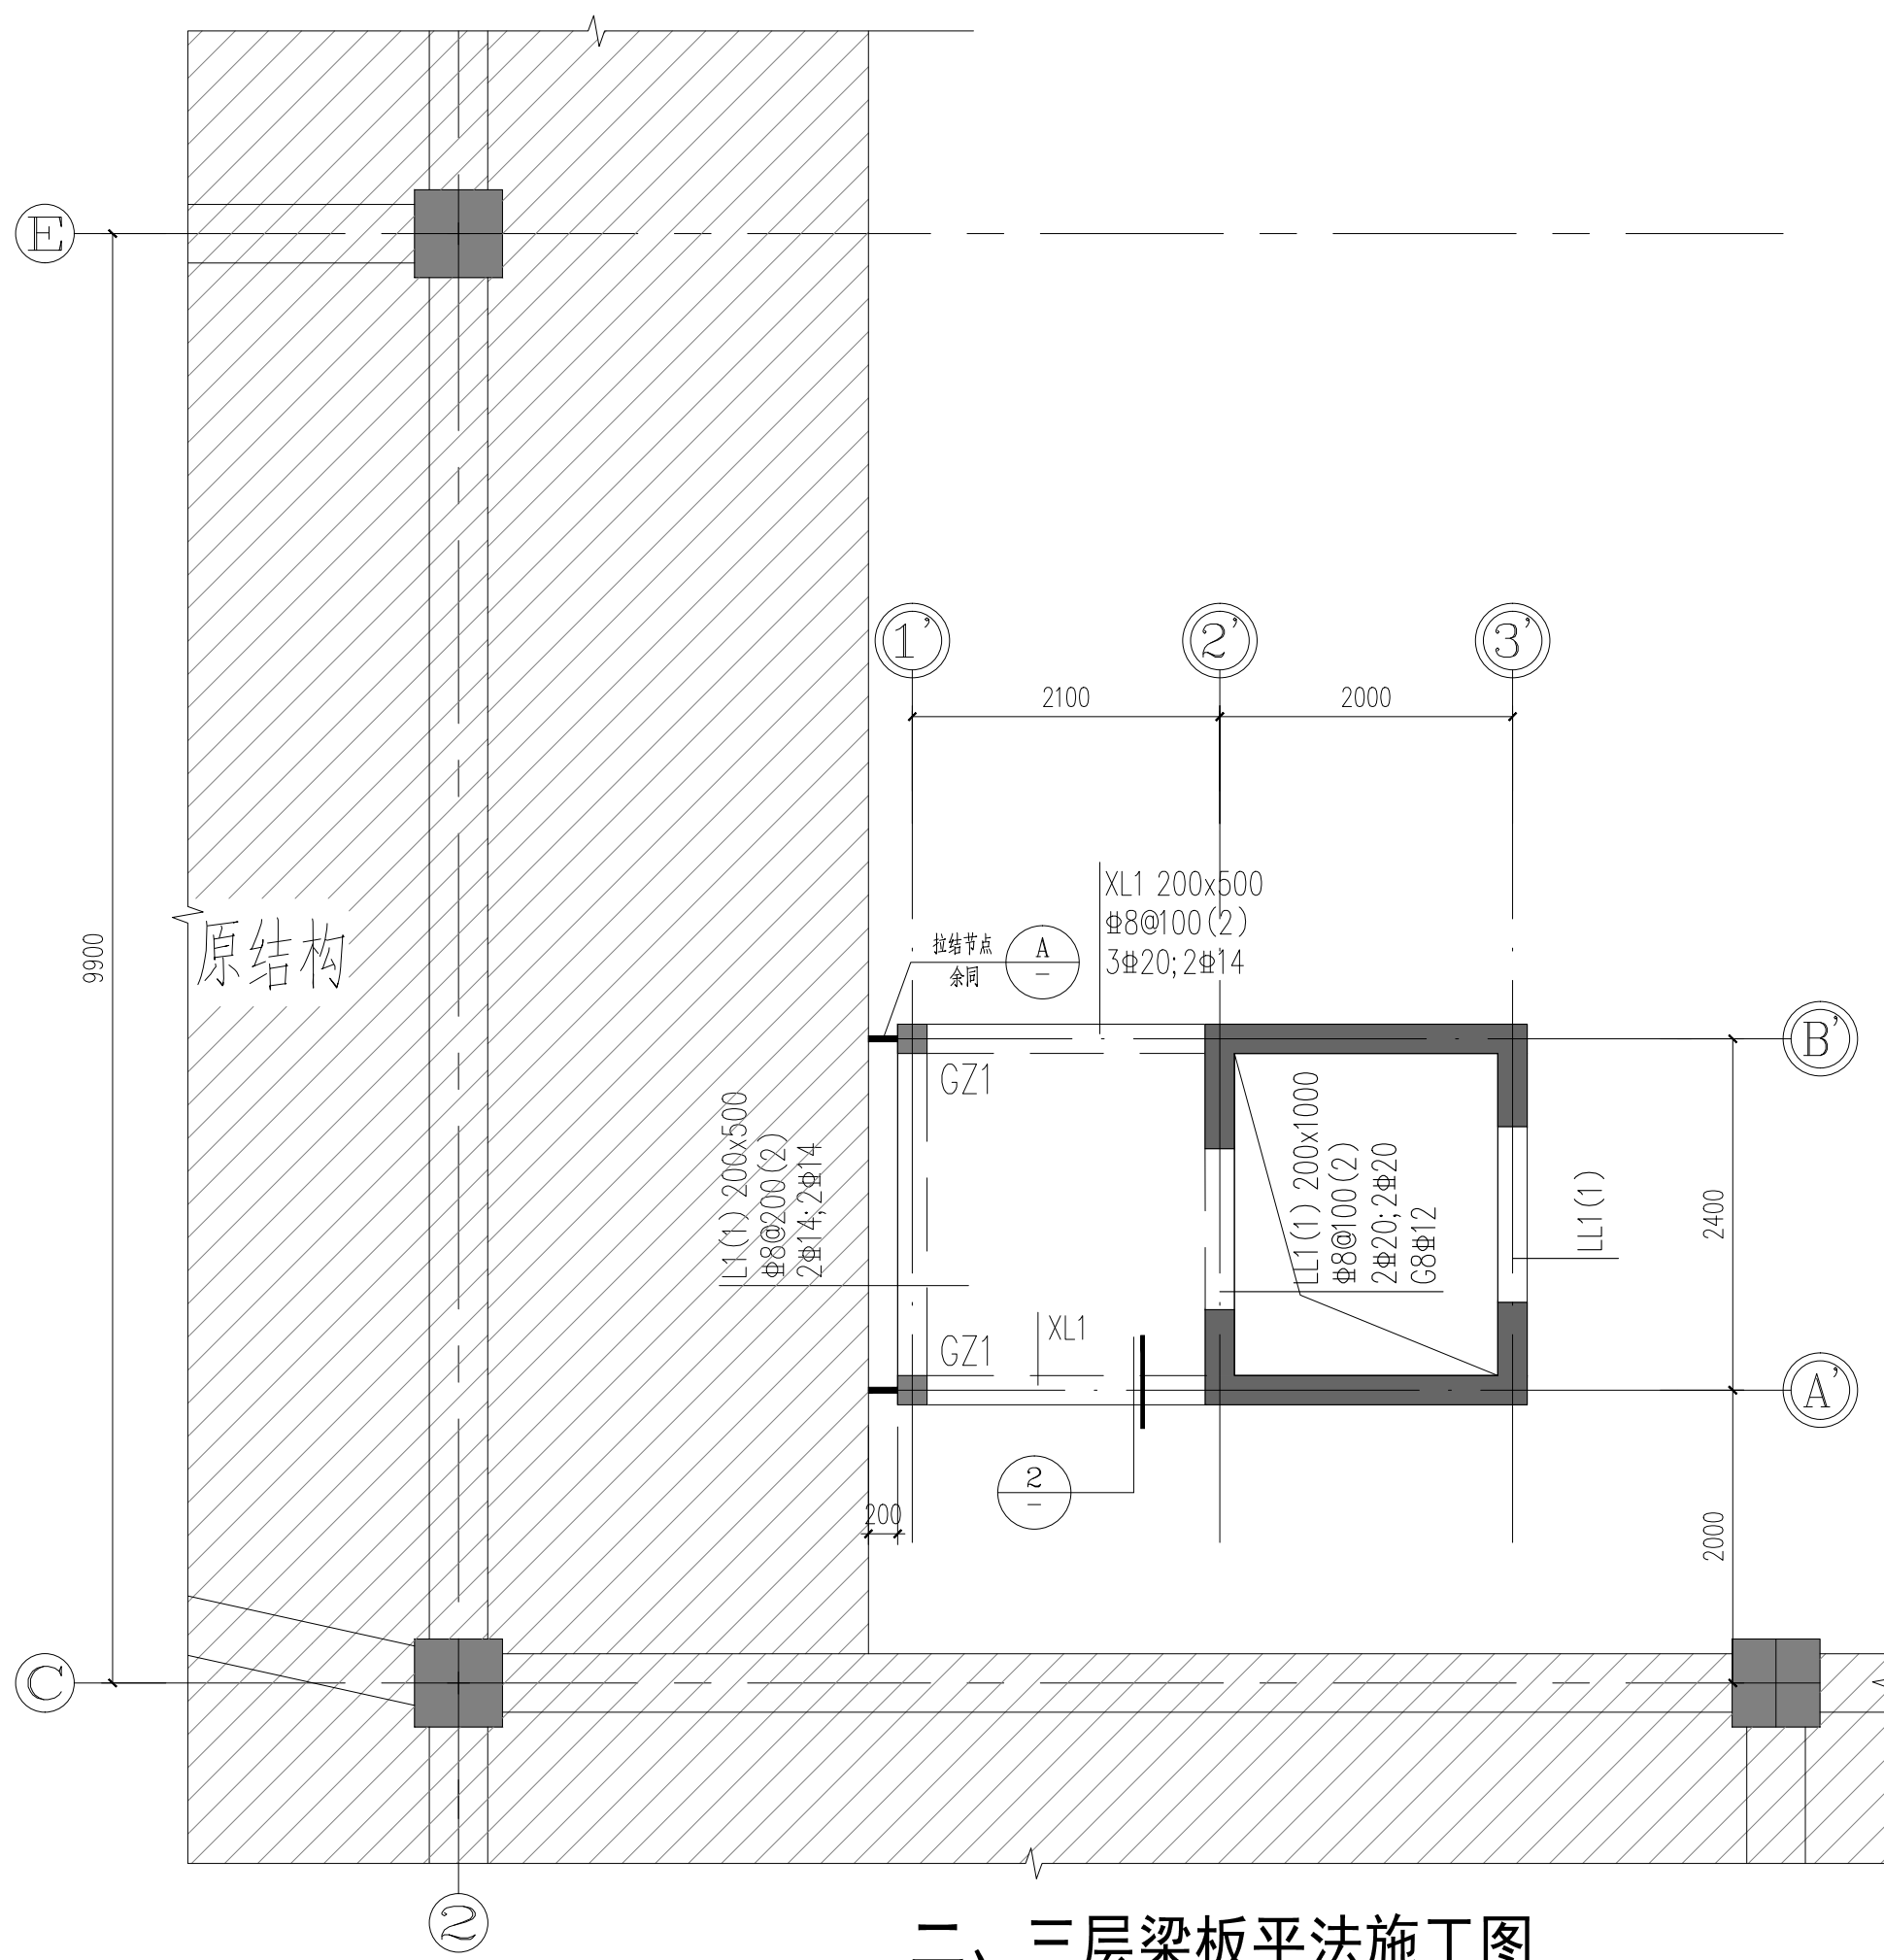 E
1'
2'
3'
2100
2000
XL1 200x500
Φ8@100(2)
3Φ20;2Φ14
拉结节点
余同
A
—
原结构
9900
B'
GZ1
L1(1) 200x500
Φ8@200(2)
2Φ14;2Φ14
LL1(1) 200x1000
Φ8@100(2)
2Φ20;2Φ20
G8Φ12
LL1(1)
2400
GZ1
XL1
A'
2
—
200
2000
C
2
二、三层梁板平法施工图